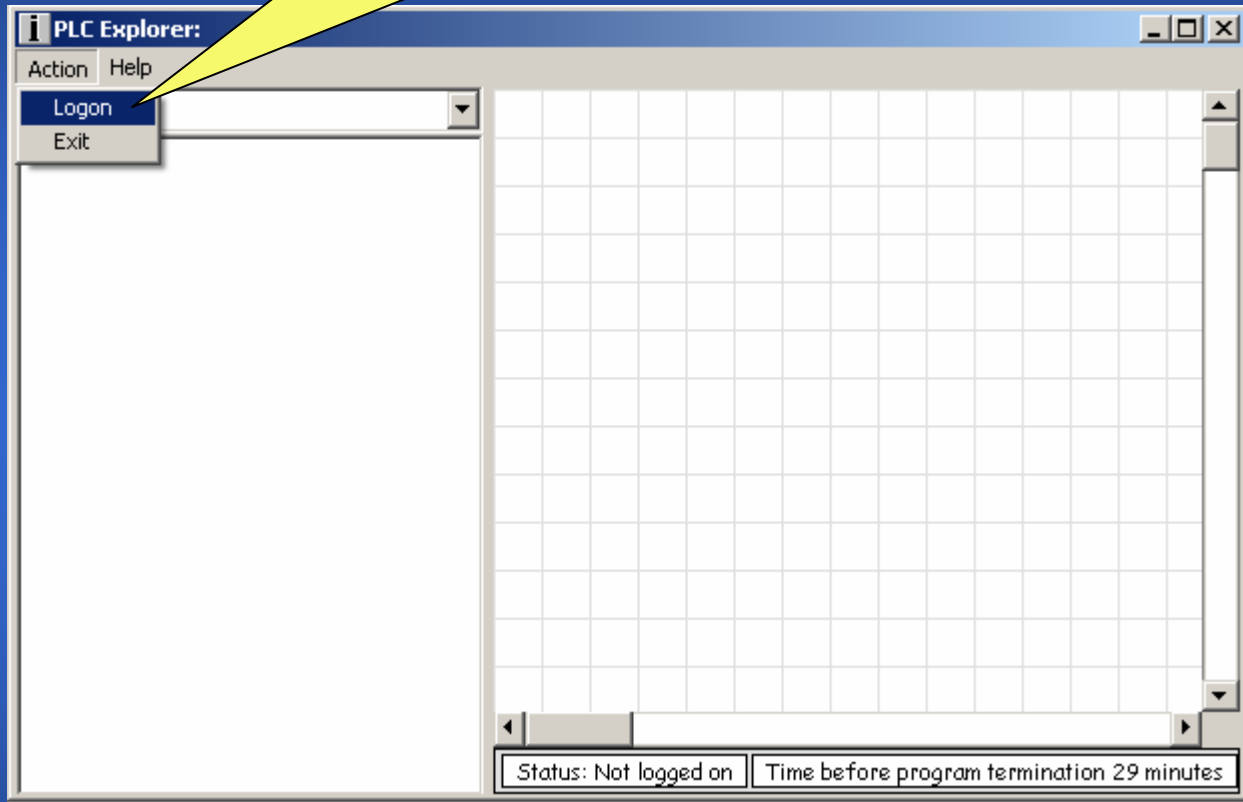 PLC Explorer:
Action Help
Logon
Exit
Status: Not logged on Time before program termination 29 minutes